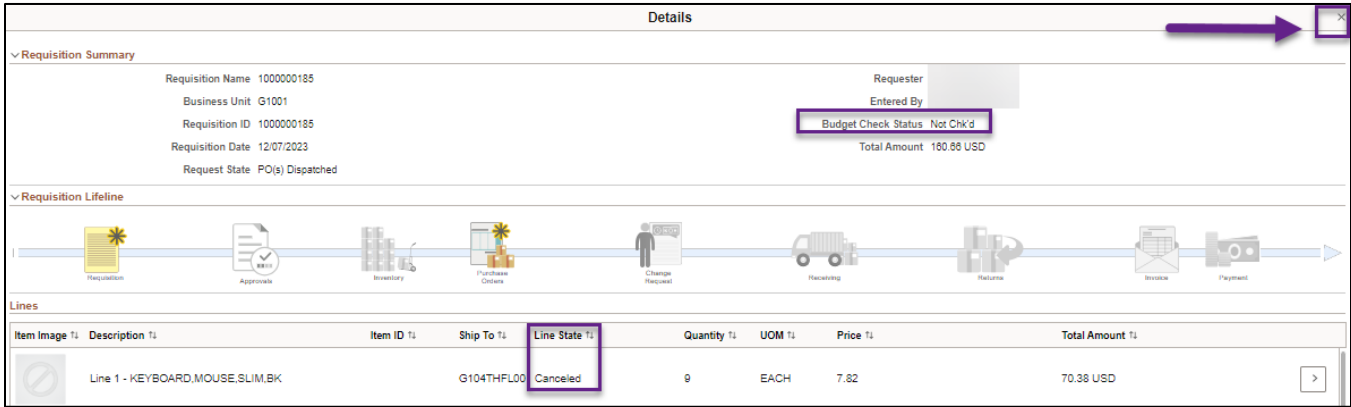 Details
Requisition Summary
Requisition Name 1000000185
Requester
Business Unit G1001
Entered By
Requisition ID 1000000185
Budget Check Status Not Chk'd
Requisition Date 12/07/2023
Total Amount 160.66 USD
Request State PO(s) Dispatched
Requisition Lifeline
Requisition
Approvals
Inventory
Purchase
Orders
Change
Request
Receiving
Returns
Invoice
Payment
Lines
Item Image Description Item ID Ship To Line State Quantity UOM Price Total Amount
Line 1 - KEYBOARD,MOUSE,SLIM,BK G104THFL00 Canceled 9 EACH 7.82 70.38 USD